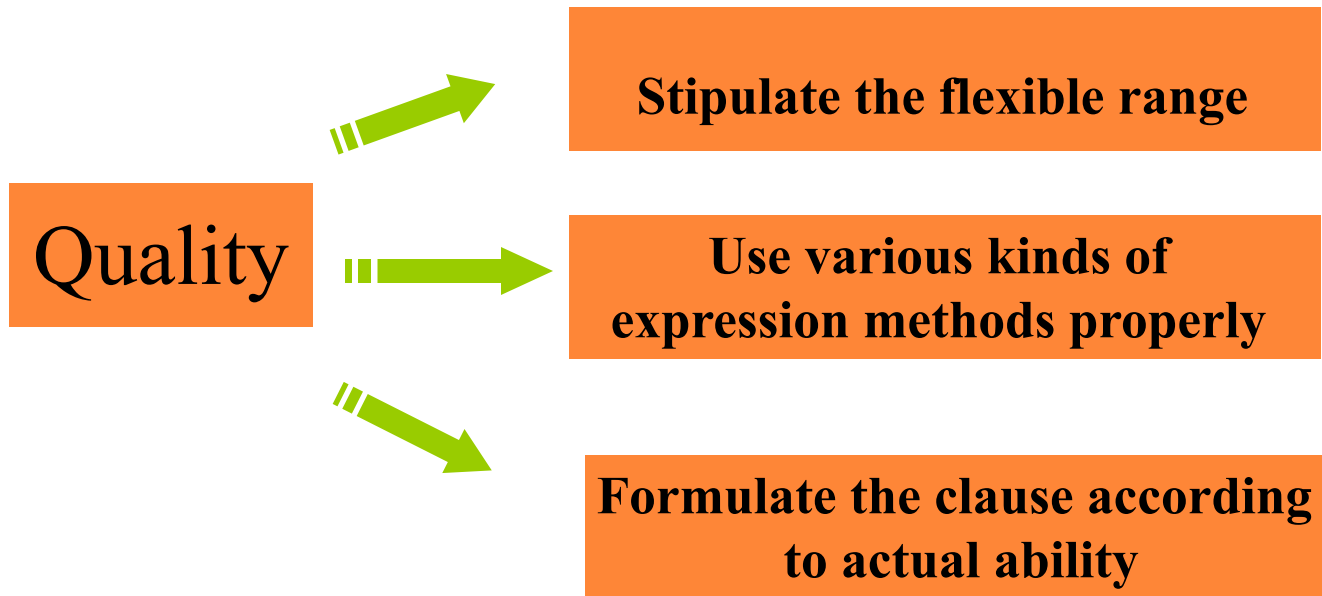 Quality
Stipulate the flexible range
Use various kinds of
expression methods properly
Formulate the clause according
to actual ability